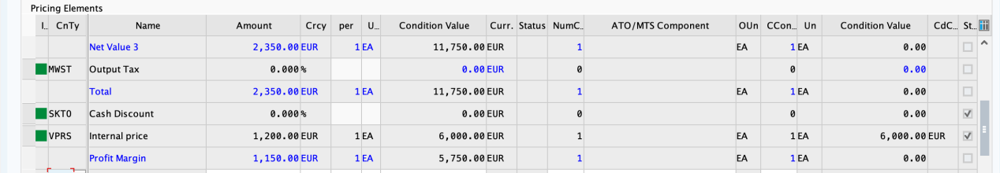 Pricing Elements
I.. CnTy Name Amount Crcy per U... Condition Value Curr. Status NumC... ATO/MTS Component OUn CCon... Un Condition Value CdC... St...
Net Value 3 2,350.00 EUR 1 EA 11,750.00 EUR 1 EA 1 EA 0.00
MWST Output Tax 0.000 % 0.00 EUR 0 0 0.00
Total 2,350.00 EUR 1 EA 11,750.00 EUR 1 EA 1 EA 0.00
SKTO Cash Discount 0.000 % 0.00 EUR 0 0 0.00
VPRS Internal price 1,200.00 EUR 1 EA 6,000.00 EUR 1 EA 1 EA 6,000.00 EUR
Profit Margin 1,150.00 EUR 1 EA 5,750.00 EUR 1 EA 1 EA 0.00